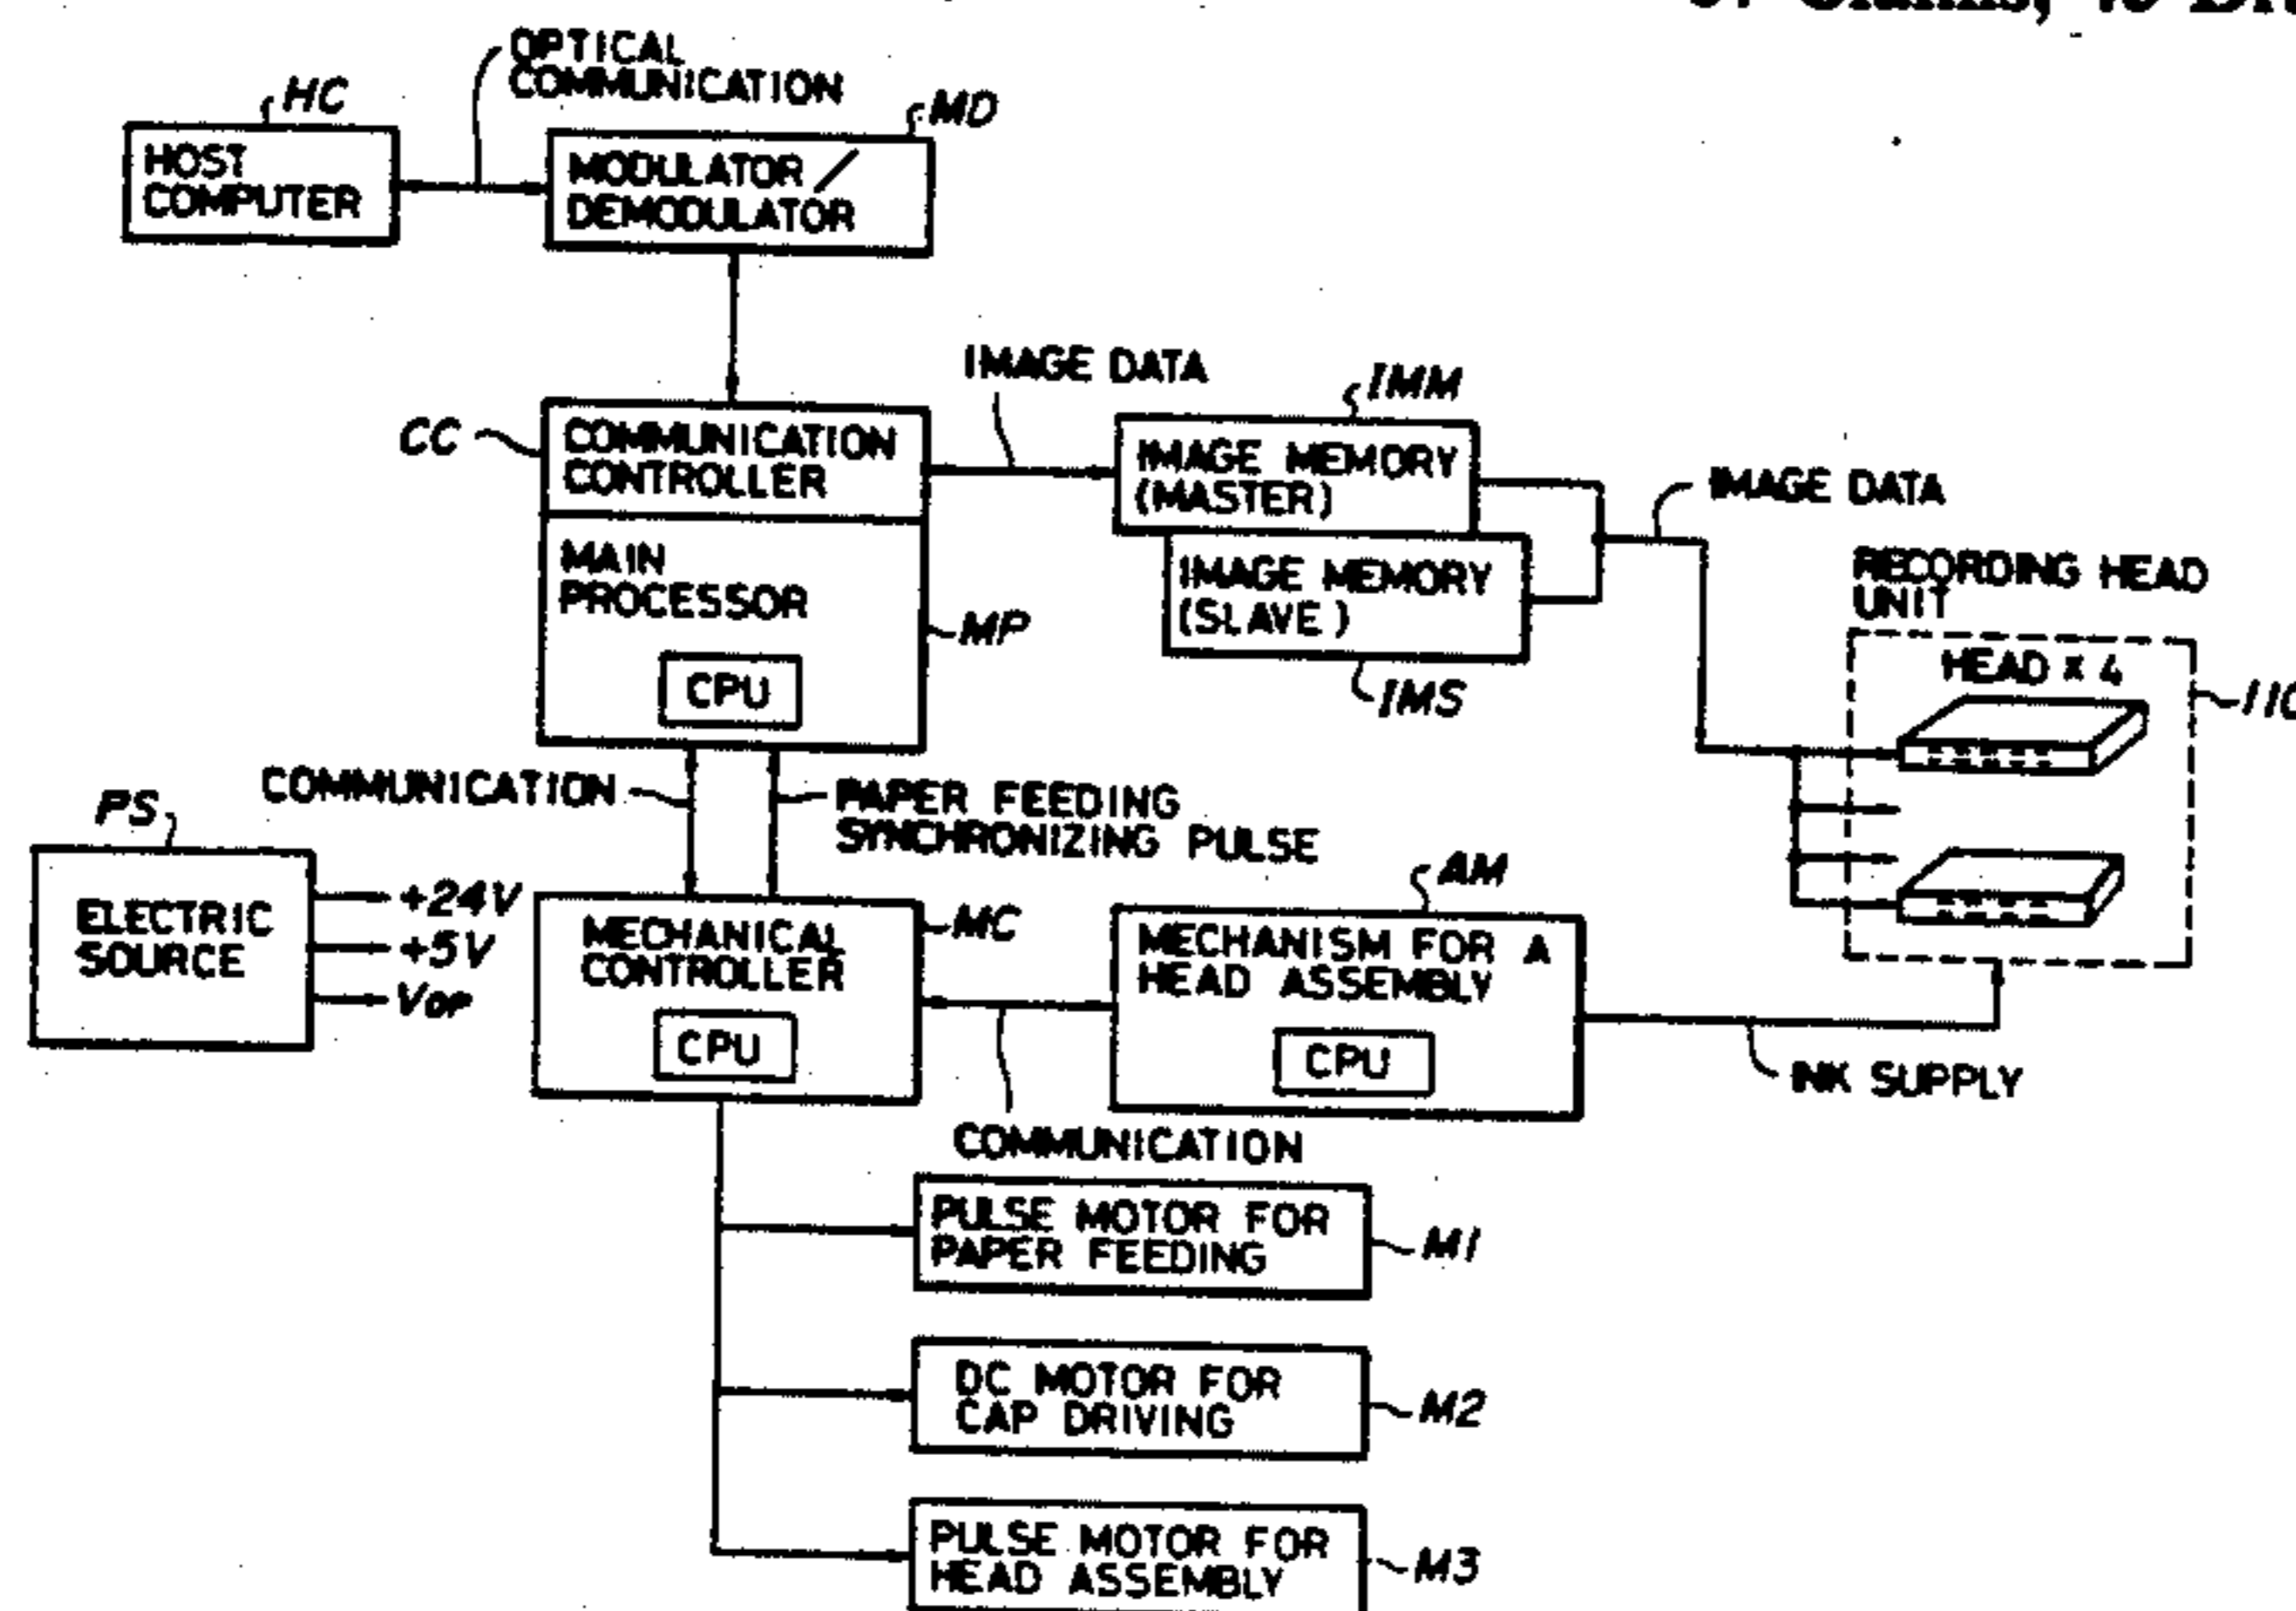 OPTICAL
COMMUNICATION
HC
MD
HOST
COMPUTER
MODULATOR /
DEMODULATOR
IMAGE DATA
IMM
CC
COMMUNICATION
CONTROLLER
IMAGE MEMORY
(MASTER)
IMAGE DATA
MAIN
PROCESSOR
IMAGE MEMORY
(SLAVE)
RECORDING HEAD
UNIT
MP
CPU
IMS
HEAD × 4
COMMUNICATION
PAPER FEEDING
SYNCHRONIZING PULSE
PS
AM
ELECTRIC
SOURCE
+24V
+5V
VOP
MECHANICAL
CONTROLLER
MC
MECHANISM FOR A
HEAD ASSEMBLY
CPU
CPU
INK SUPPLY
COMMUNICATION
PULSE MOTOR FOR
PAPER FEEDING
M1
DC MOTOR FOR
CAP DRIVING
M2
PULSE MOTOR FOR
HEAD ASSEMBLY
M3